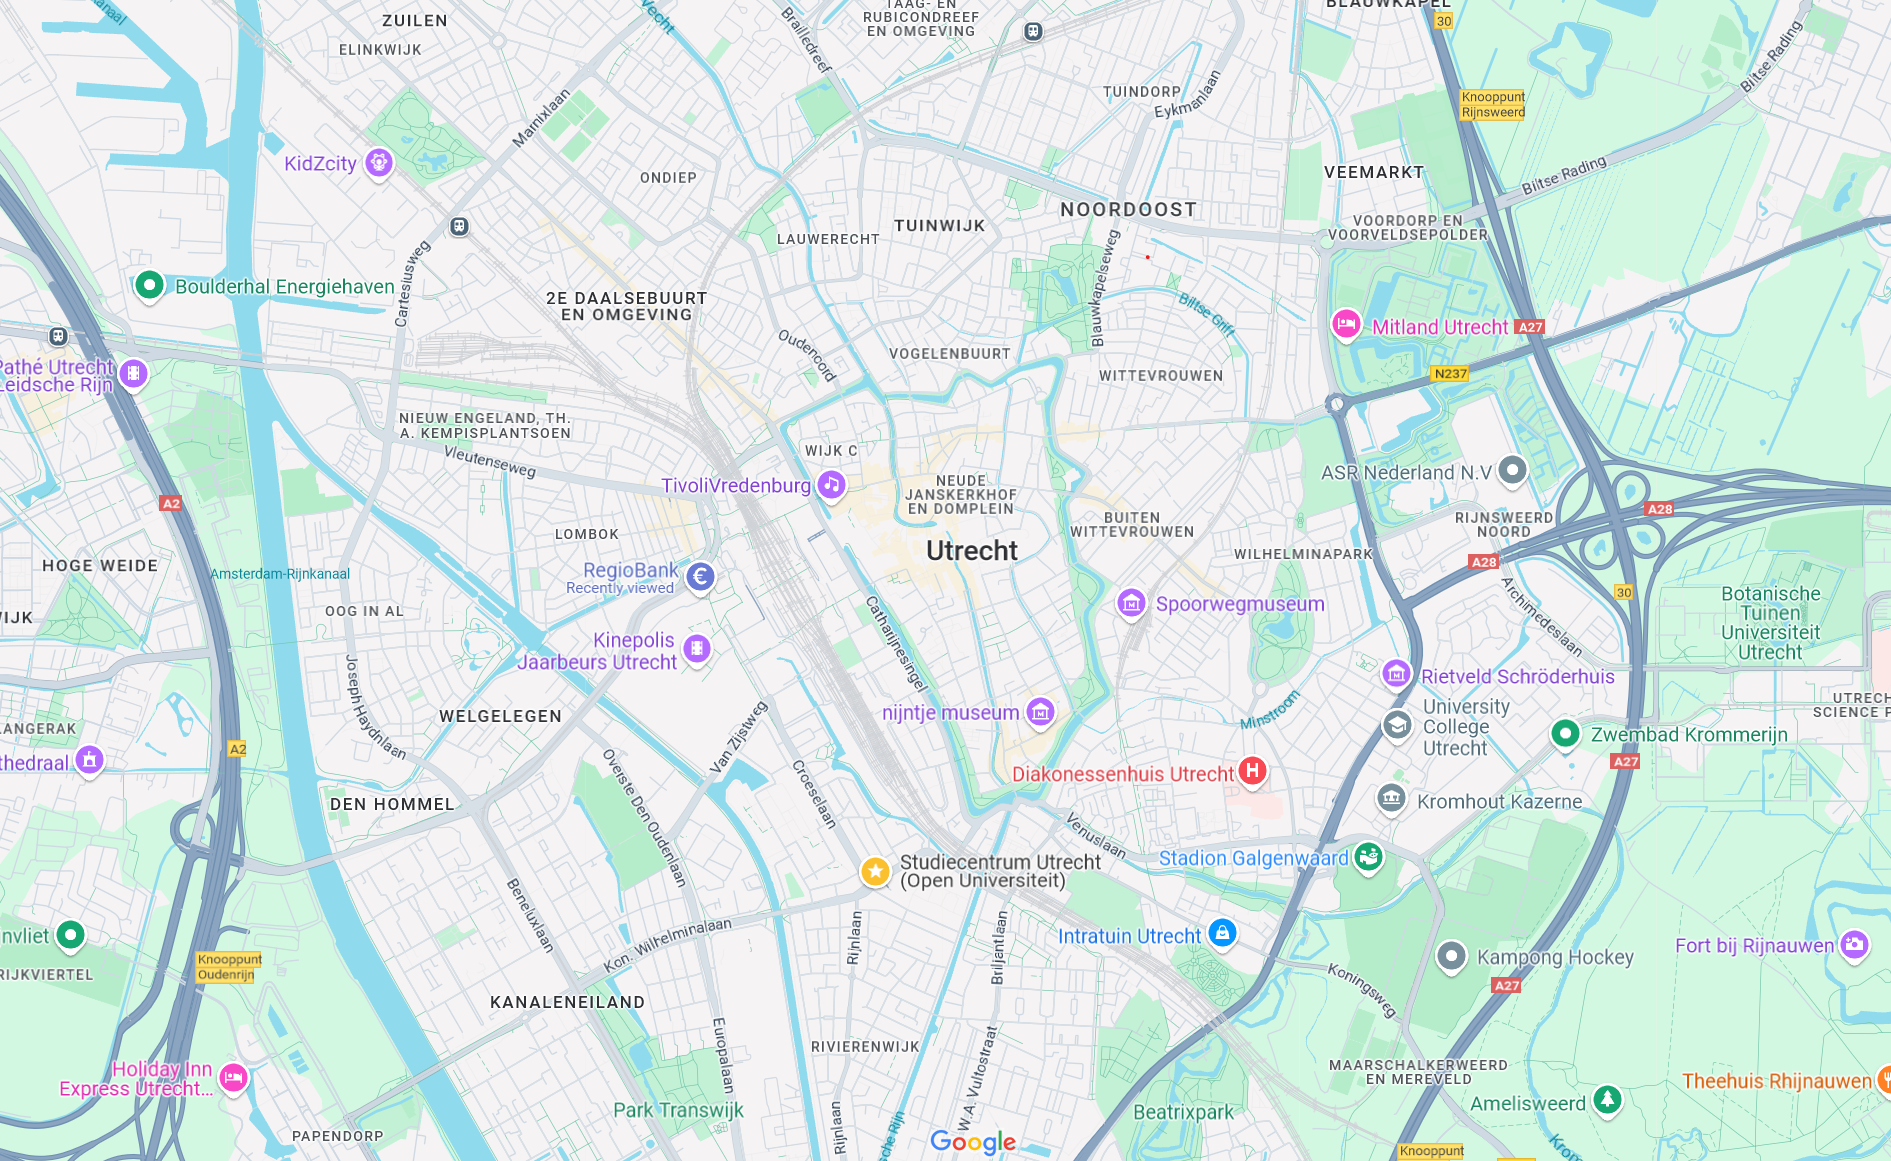 ZUILEN
ELINKWIJK
Vecht
Brailledreef
TAAG- EN
RUBICONDREEF
EN OMGEVING
BLAUWKAPEL
30
Biltse Rading
TUINDORP
Eykmanlaan
Knooppunt
Rijnsweerd
Marnixlaan
KidZcity
ONDIEP
VEEMARKT
Biltse Rading
NOORDOOST
TUINWIJK
LAUWERECHT
VOORDORP EN
VOORVELDSEPOLDER
Cartesiusweg
Boulderhal Energiehaven
2E DAALSEBUURT
EN OMGEVING
Blauwkapelseweg
Biltse Grift
Mitland Utrecht
A27
Oudenoord
VOGELENBUURT
WITTEVROUWEN
N237
Pathé Utrecht
Leidsche Rijn
NIEUW ENGELAND, TH.
A. KEMPISPLANTSOEN
Vleutenseweg
WIJK C
TivoliVredenburg
NEUDE
JANSKERKHOF
EN DOMPLEIN
ASR Nederland N.V
A2
A28
BUITEN
WITTEVROUWEN
RIJNSWEERD
NOORD
LOMBOK
Utrecht
WILHELMINAPARK
HOGE WEIDE
Amsterdam-Rijnkanaal
RegioBank
Recently viewed
A28
Archimedeslaan
30
Botanische
Tuinen
Universiteit
Utrecht
WIJK
OOG IN AL
Catharijnesingel
Spoorwegmuseum
Kinepolis
Jaarbeurs Utrecht
Joseph Haydnlaan
Rietveld Schröderhuis
WELGELEGEN
nijntje museum
Minstroom
University
College
Utrecht
UTRECH
SCIENCE P
LANGERAK
A2
Van Zijstweg
Zwembad Krommerijn
thedraal
Overste Den Oudenlaan
Croeselaan
Diakonessenhuis Utrecht
A27
DEN HOMMEL
Kromhout Kazerne
Venuslaan
Studiecentrum Utrecht
(Open Universiteit)
Stadion Galgenwaard
Beneluxlaan
Kon. Wilhelminalaan
Rijnlaan
Briljantlaan
Intratuin Utrecht
Fort bij Rijnauwen
nvliet
RIJKVIERTEL
Knooppunt
Oudenrijn
Koningsweg
Kampong Hockey
A27
KANALENEILAND
Europalaan
RIVIERENWIJK
W.A. Vultostraat
MAARSCHALKERWEERD
EN MEREVELD
Holiday Inn
Express Utrecht...
Theehuis Rhijnauwen
Park Transwijk
Rijnlaan
Beatrixpark
Amelisweerd
PAPENDORP
Google
Knooppunt